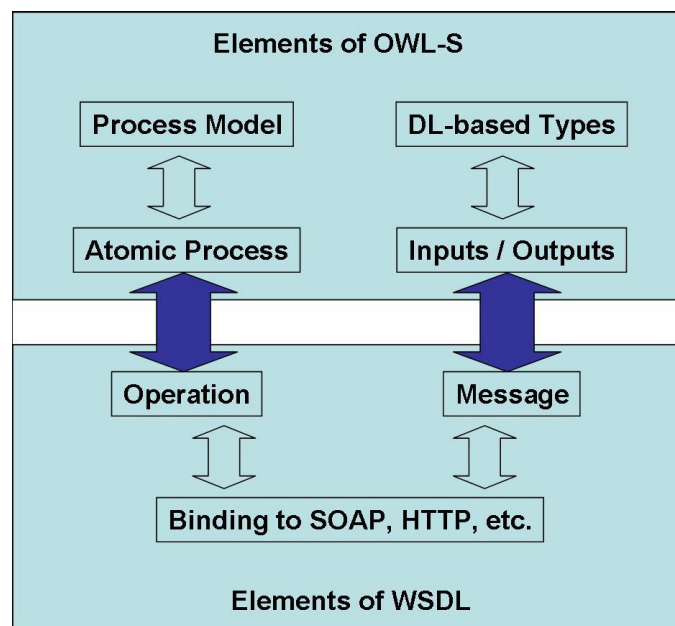 Elements of OWL-S
Process Model
DL-based Types
Atomic Process
Inputs / Outputs
Operation
Message
Binding to SOAP, HTTP, etc.
Elements of WSDL